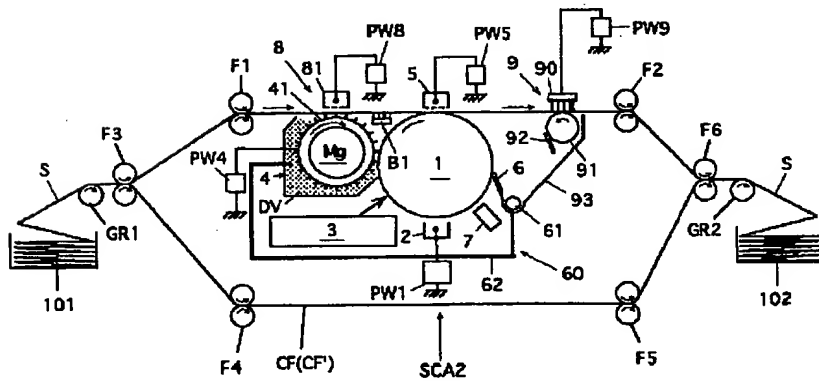 PW8
PW5
PW9
8
81
5
9
90
F1
41
F2
92
B1
F3
Mg
1
91
F6
S
PW4
4
6
93
S
DV
3
2
7
61
GR1
GR2
62
60
101
PW1
102
F4
CF(CF')
SCA2
F5